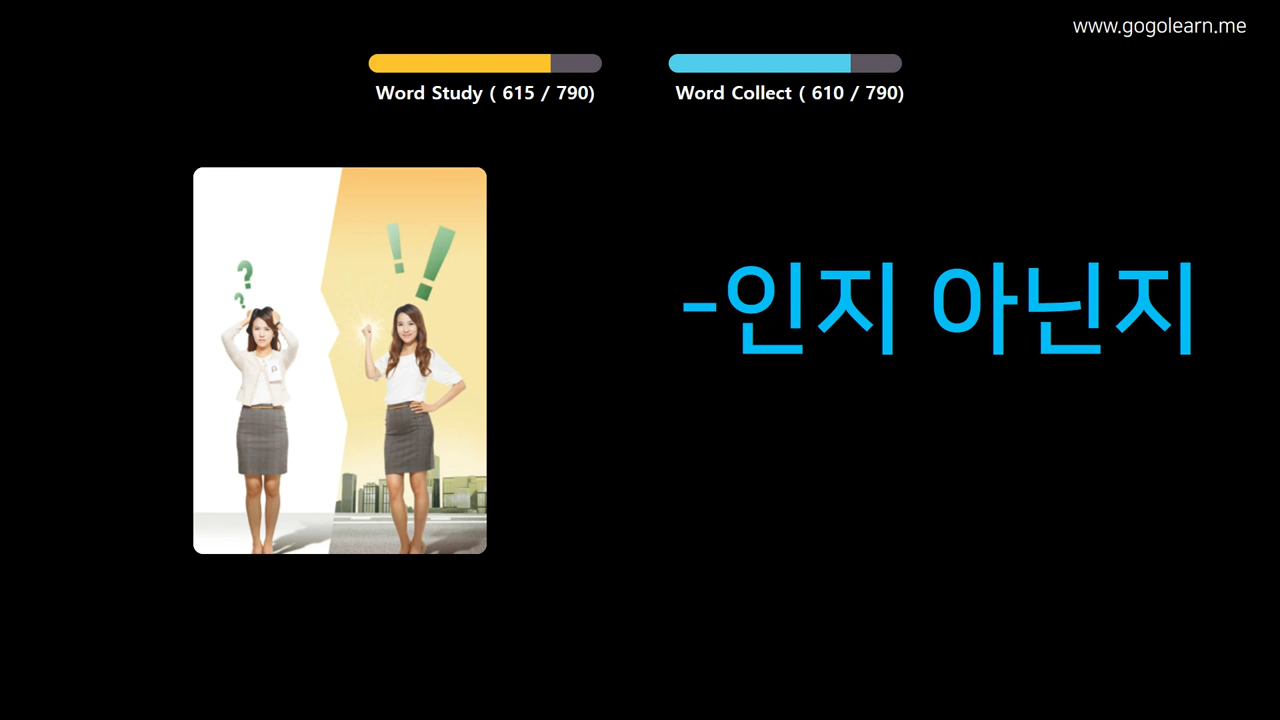 www.gogolearn.me
Word Study ( 615 / 790)
Word Collect ( 610 / 790)
? ?
! !
-인지 아닌지